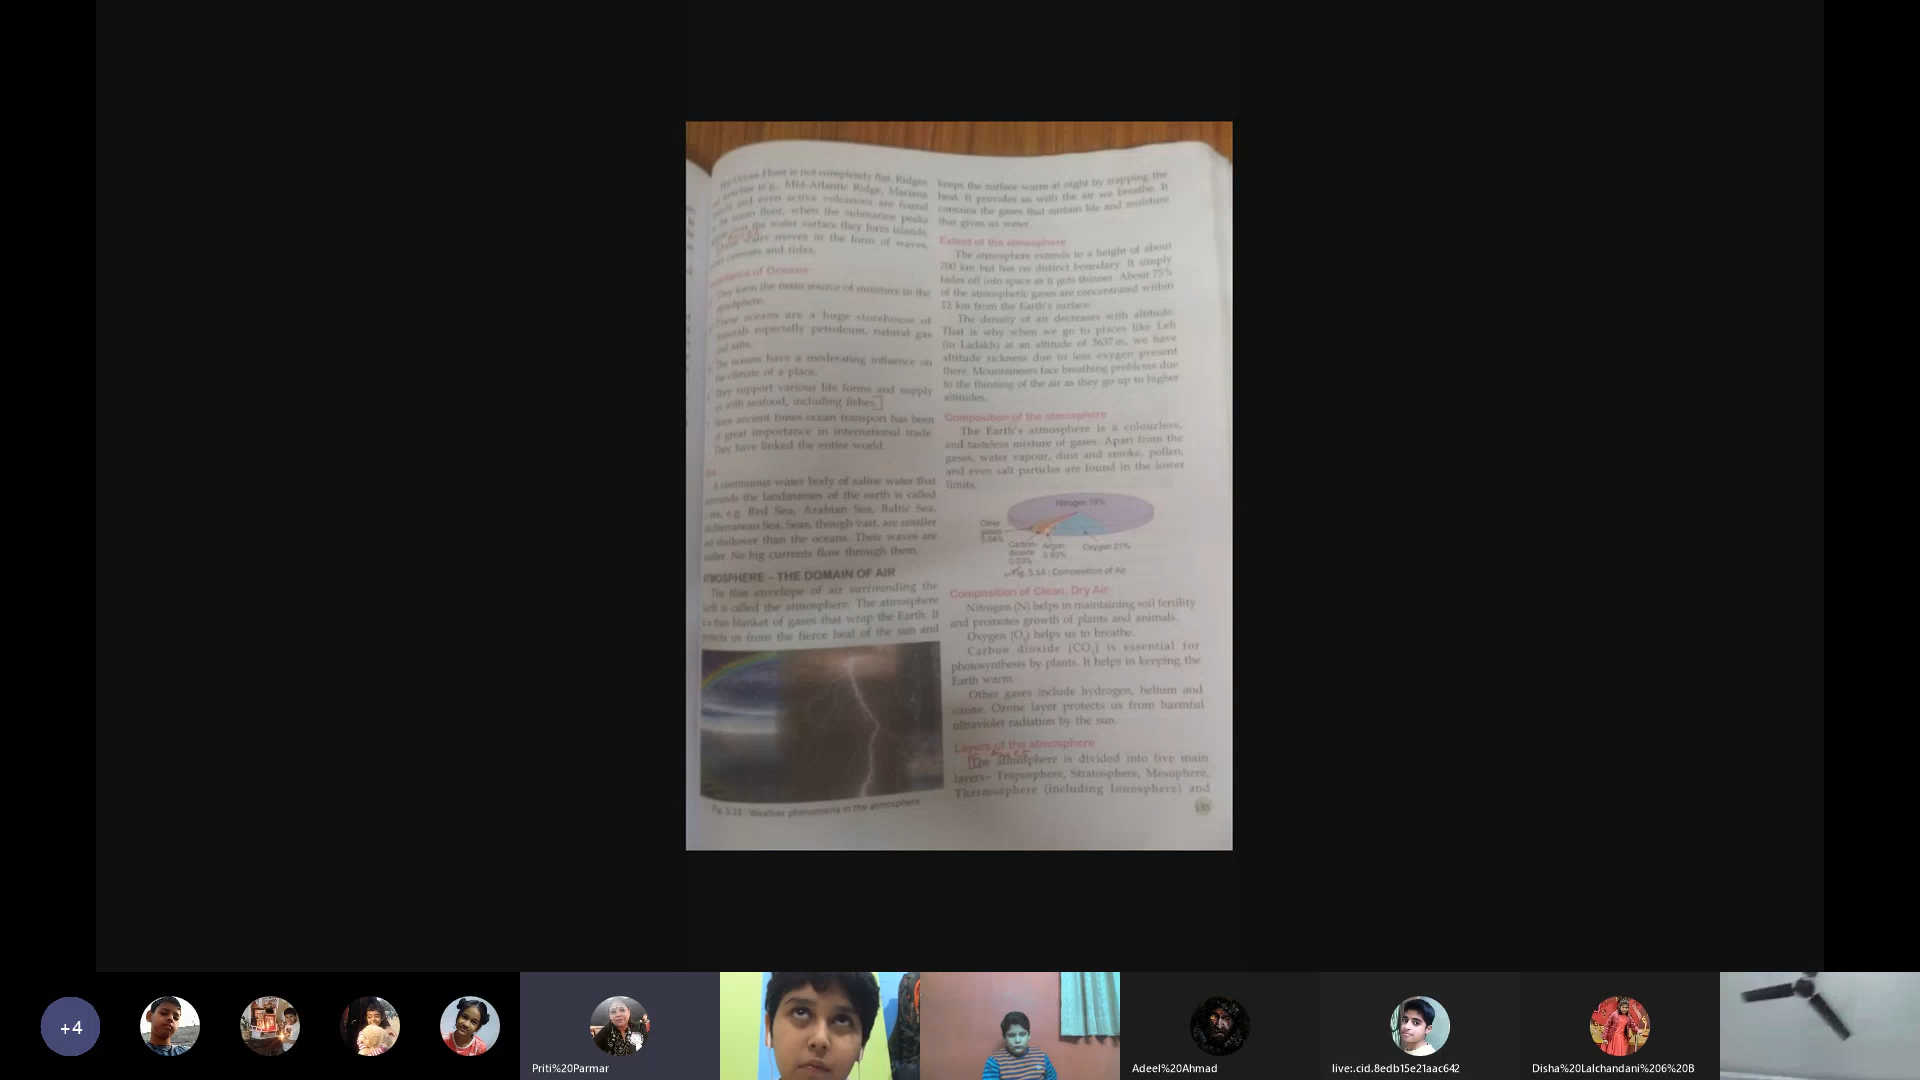 The Ocean Floor is not completely flat. Ridges
(e.g., Mid-Atlantic Ridge, Mariana
and even active volcanoes are found
the ocean floor, when the submarine peaks
the water surface they form islands.
water moves in the form of waves,
currents and tides.
of Oceans
They form the main source of moisture in the
These oceans are a huge storehouse of
minerals especially petroleum, natural gas
and salts.
The oceans have a moderating influence on
the climate of a place.
They support various life forms and supply
us with seafood, including fishes.
Since ancient times ocean transport has been
of great importance in international trade.
They have linked the entire world.
A continuous water body of saline water that
the landmasses of the earth is called
sea, e.g. Red Sea, Arabian Sea, Baltic Sea,
Mediterranean Sea. Seas, though vast, are smaller
and shallower than the oceans. Their waves are
smaller. No big currents flow through them.
ATMOSPHERE – THE DOMAIN OF AIR
The thin envelope of air surrounding the
Earth is called the atmosphere. The atmosphere
is a thin blanket of gases that wrap the Earth. It
protects us from the fierce heat of the sun and
Fig. 5.13 : Weather phenomena in the atmosphere
keeps the surface warm at night by trapping the
heat. It provides us with the air we breathe. It
contains the gases that sustain life and moisture
that gives us water.
Extent of the atmosphere
The atmosphere extends to a height of about
700 km but has no distinct boundary. It simply
fades off into space as it gets thinner. About 75%
of the atmospheric gases are concentrated within
12 km from the Earth's surface.
The density of air decreases with altitude.
That is why when we go to places like Leh
(in Ladakh) at an altitude of 3637 m, we have
altitude sickness due to less oxygen present
there. Mountaineers face breathing problems due
to the thinning of the air as they go up to higher
altitudes.
Composition of the atmosphere
The Earth's atmosphere is a colourless,
and tasteless mixture of gases. Apart from the
gases, water vapour, dust and smoke, pollen,
and even salt particles are found in the lower
limits.
Nitrogen 78%
Other
gases
0.04%
Carbon-
dioxide
0.03%
Argon
0.93%
Oxygen 21%
Fig. 5.14 : Composition of Air
Composition of Clean, Dry Air
Nitrogen (N) helps in maintaining soil fertility
and promotes growth of plants and animals.
Oxygen (O₂) helps us to breathe.
Carbon dioxide (CO₂) is essential for
photosynthesis by plants. It helps in keeping the
Earth warm.
Other gases include hydrogen, helium and
ozone. Ozone layer protects us from harmful
ultraviolet radiation by the sun.
Layers of the atmosphere
The atmosphere is divided into five main
layers– Troposphere, Stratosphere, Mesophere,
Thermosphere (including Ionosphere) and
135
+4
Priti%20Parmar
Adeel%20Ahmad
live:.cid.8edb15e21aac642
Disha%20Lalchandani%206%20B